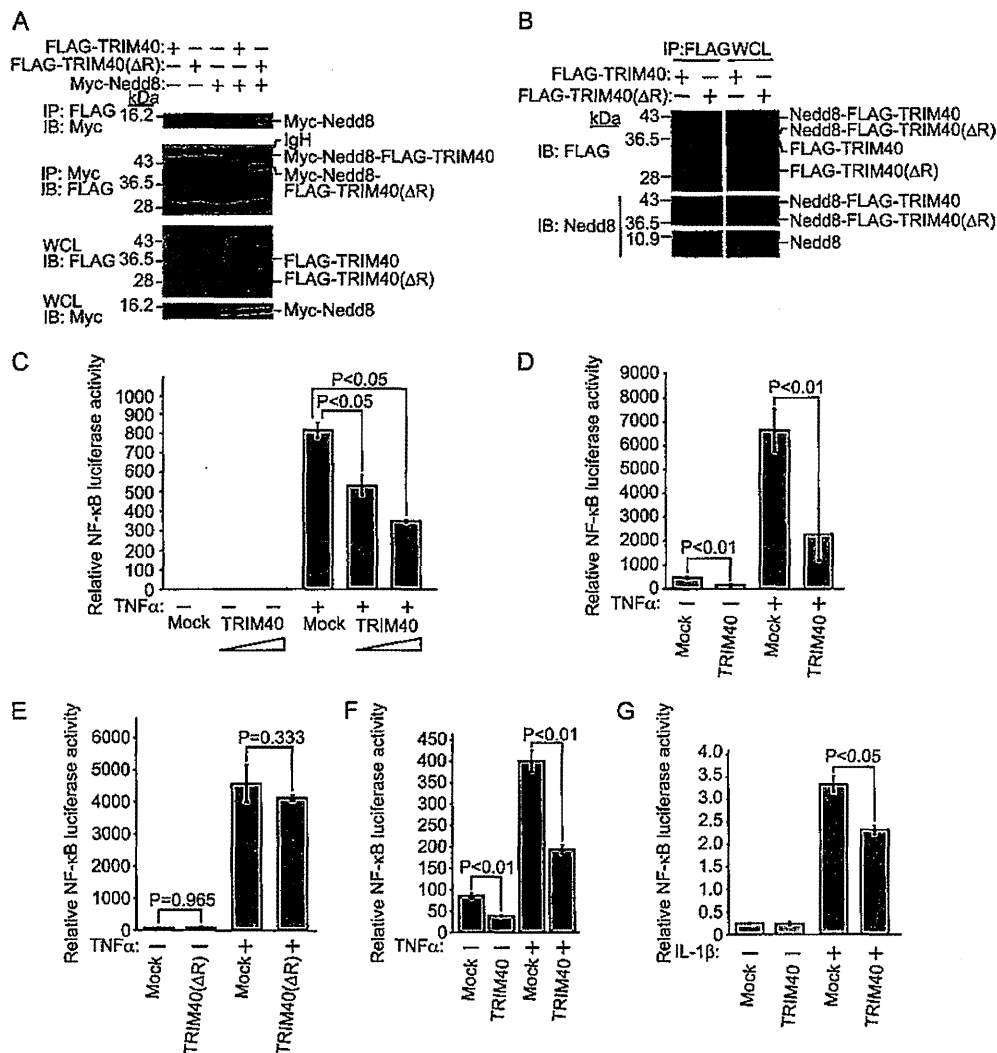 A
FLAG-TRIM40: + − − − + −
FLAG-TRIM40(ΔR): − + − − − +
Myc-Nedd8: − − + + + +
kDa
IP: FLAG
IB: Myc
16.2
Myc-Nedd8
IgH
IP: Myc
IB: FLAG
43
36.5
28
Myc-Nedd8-FLAG-TRIM40
Myc-Nedd8-
FLAG-TRIM40(ΔR)
WCL
IB: FLAG
43
36.5
28
FLAG-TRIM40
FLAG-TRIM40(ΔR)
WCL
IB: Myc
16.2
Myc-Nedd8
B
IP:FLAG WCL
FLAG-TRIM40: + − + −
FLAG-TRIM40(ΔR): − + − +
kDa
IB: FLAG
43
36.5
28
Nedd8-FLAG-TRIM40
Nedd8-FLAG-TRIM40(ΔR)
FLAG-TRIM40
FLAG-TRIM40(ΔR)
IB: Nedd8
43
36.5
10.9
Nedd8-FLAG-TRIM40
Nedd8-FLAG-TRIM40(ΔR)
Nedd8
C
Relative NF-κB luciferase activity
1000
900
800
700
600
500
400
300
200
100
0
P<0.05
P<0.05
TNFα: − − − + + +
Mock TRIM40 Mock TRIM40
D
Relative NF-κB luciferase activity
9000
8000
7000
6000
5000
4000
3000
2000
1000
0
P<0.01
P<0.01
TNFα: − − + +
Mock
TRIM40
Mock
TRIM40
E
Relative NF-κB luciferase activity
6000
5000
4000
3000
2000
1000
0
P=0.333
P=0.965
TNFα: − − + +
Mock
TRIM40(ΔR)
Mock
TRIM40(ΔR)
F
Relative NF-κB luciferase activity
450
400
350
300
250
200
150
100
50
0
P<0.01
P<0.01
TNFα: − − + +
Mock
TRIM40
Mock
TRIM40
G
Relative NF-κB luciferase activity
4.0
3.5
3.0
2.5
2.0
1.5
1.0
0.5
0
P<0.05
IL-1β: − − + +
Mock
TRIM40
Mock
TRIM40